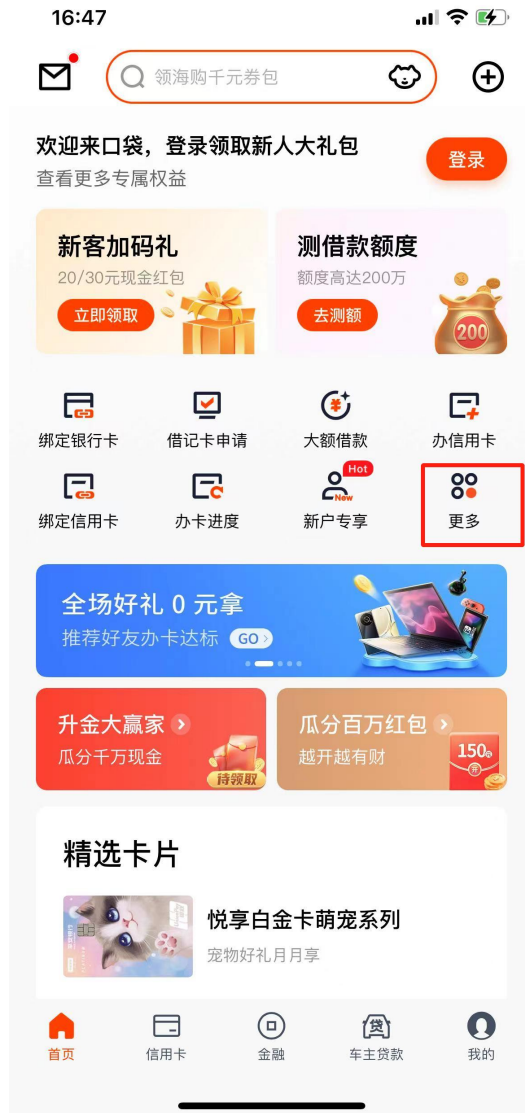 16:47
领海购千元券包
欢迎来口袋，登录领取新人大礼包
查看更多专属权益
登录
新客加码礼
20/30元现金红包
立即领取
测借款额度
额度高达200万
去测额
200
绑定银行卡
借记卡申请
大额借款
办信用卡
绑定信用卡
办卡进度
Hot
New
新户专享
更多
全场好礼 0 元拿
推荐好友办卡达标 GO
升金大赢家
瓜分千万现金
待领取
瓜分百万红包
越开越有财
150元
开
精选卡片
悦享白金卡萌宠系列
宠物好礼月月享
首页
信用卡
金融
贷
车主贷款
我的